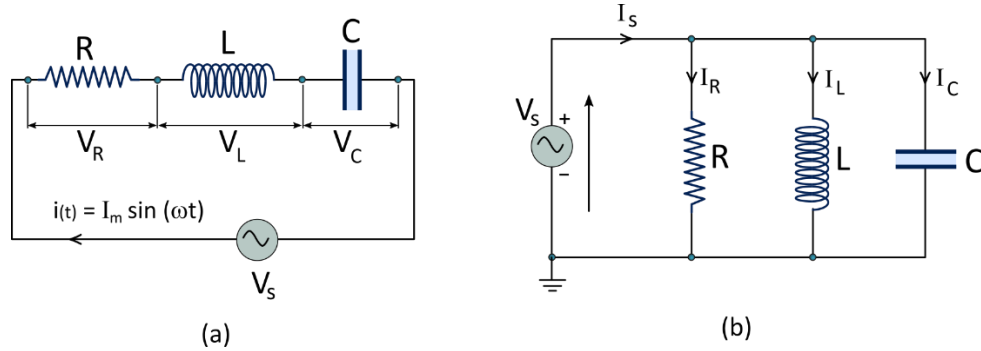 R
L
C
V_R
V_L
V_C
i(t) = I_m sin (ωt)
V_s
(a)
I_s
I_R
I_L
I_C
V_s
+
−
R
L
C
(b)